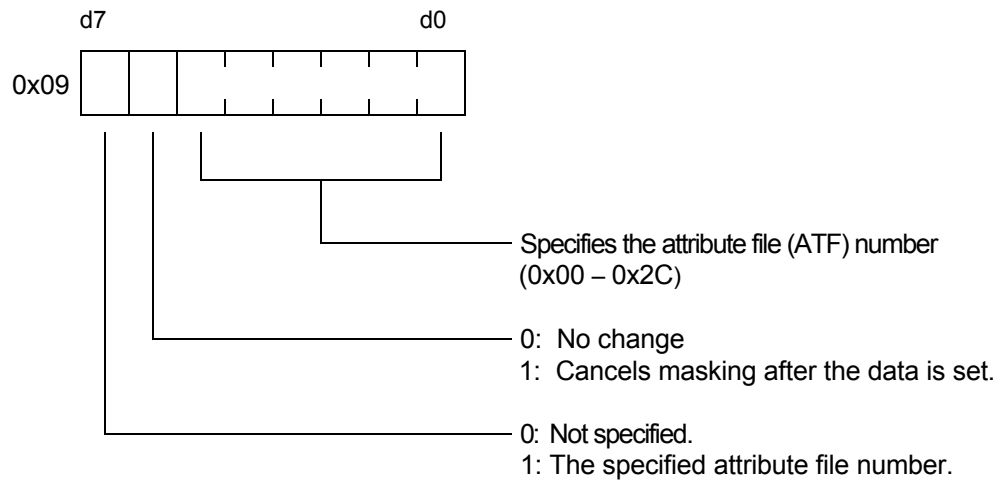 d7 d0
0x09
Specifies the attribute file (ATF) number
(0x00 – 0x2C)
0: No change
1: Cancels masking after the data is set.
0: Not specified.
1: The specified attribute file number.